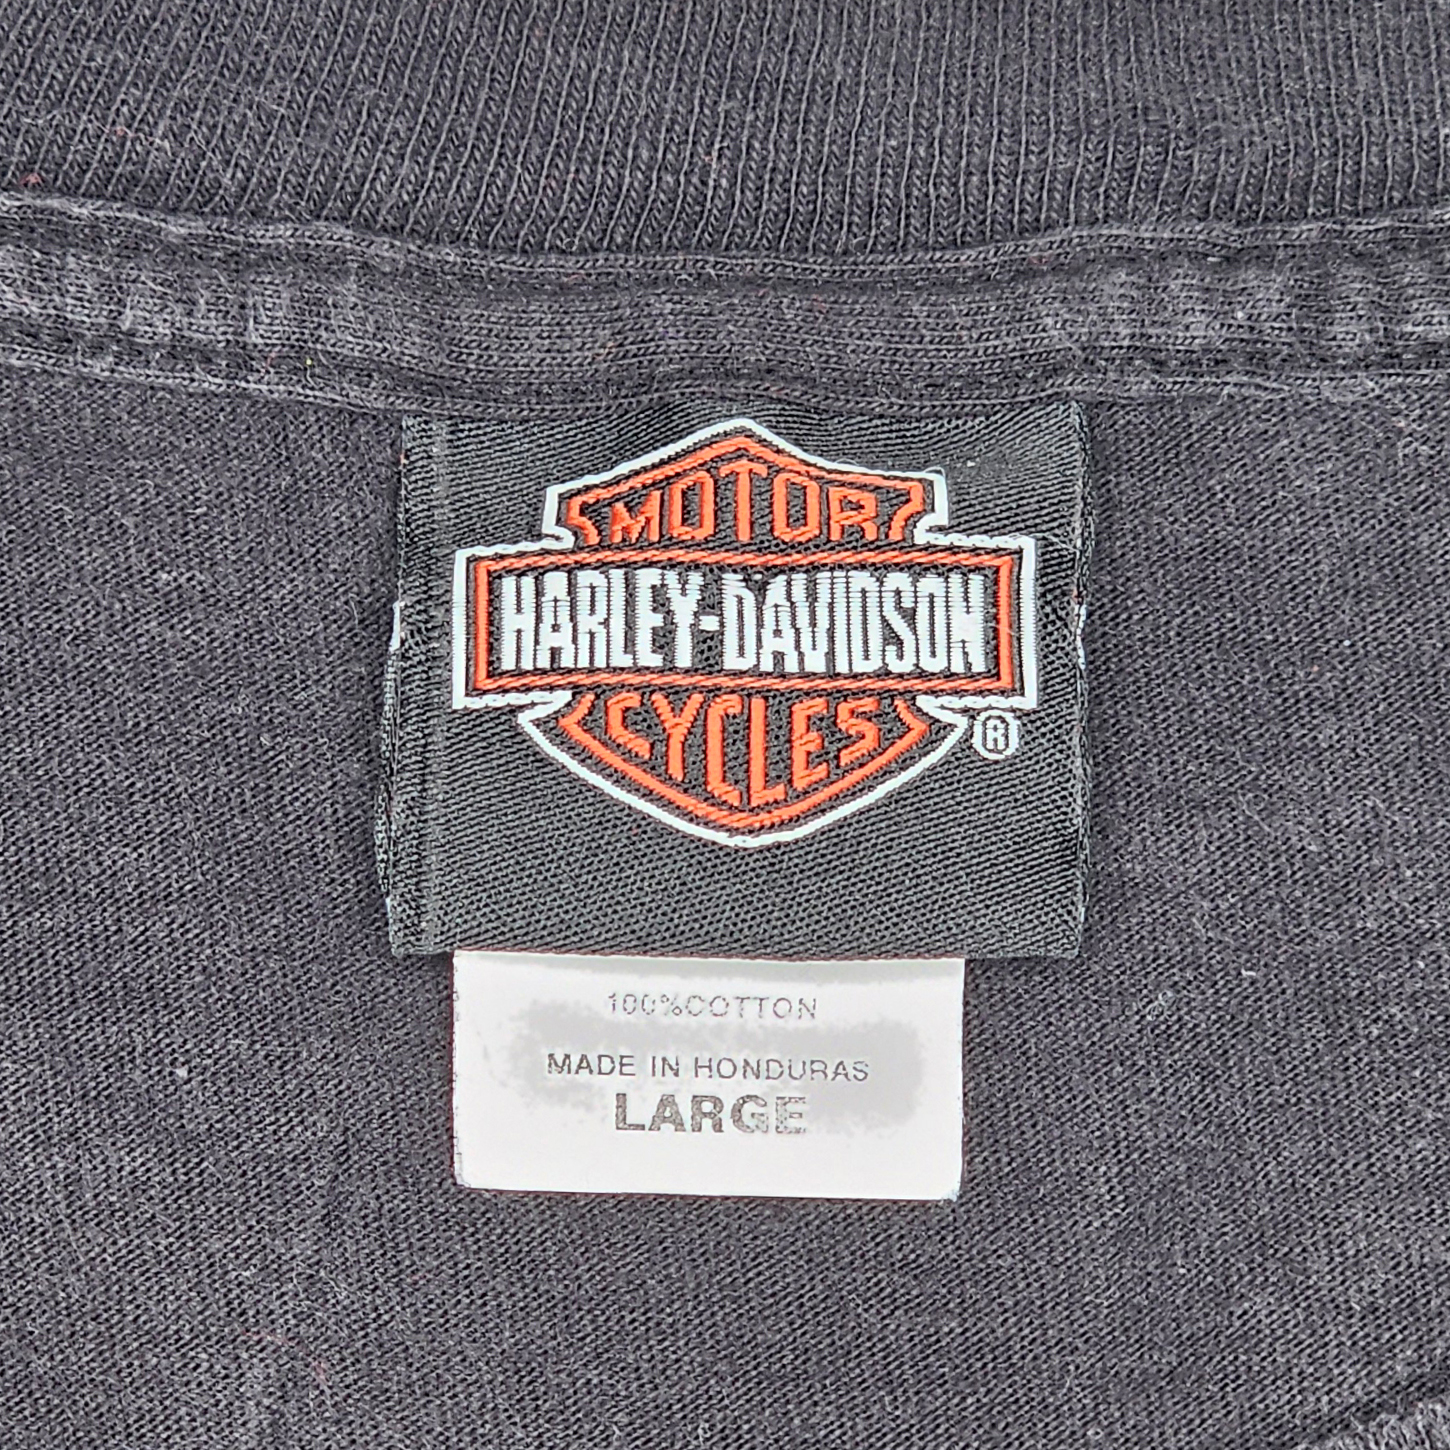 MOTOR
HARLEY-DAVIDSON
CYCLES
®
100%COTTON
MADE IN HONDURAS
LARGE